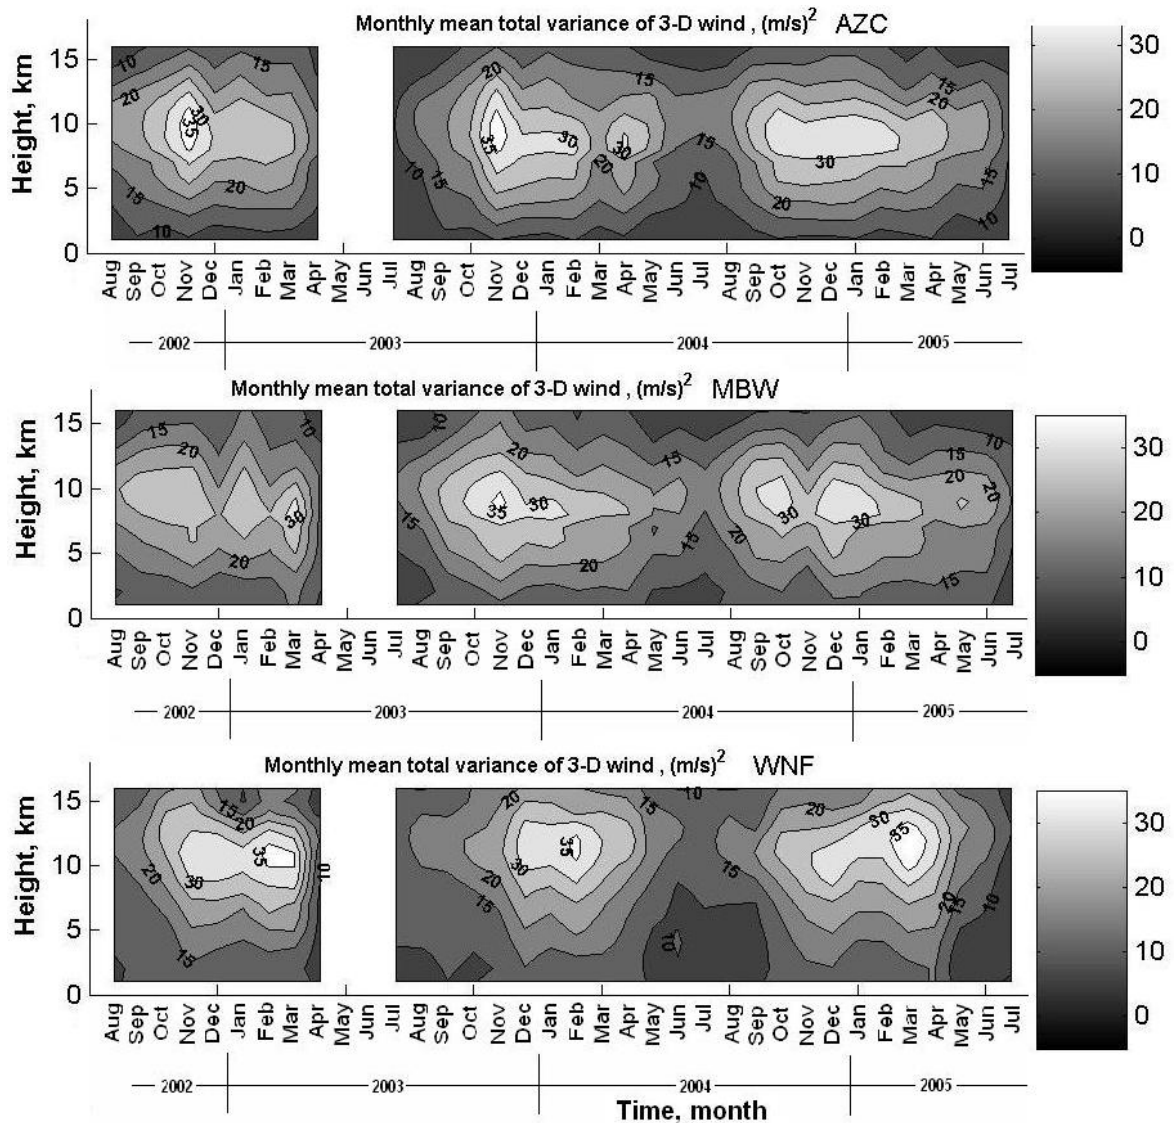 Monthly mean total variance of 3-D wind , (m/s)2 AZC
Height, km
15
10
5
0
10 15 20 30 35 20 15 10
20 15 35 30 30 20 15 10 15 10 30 20 15 20 15 10
30
20
10
0
Aug Sep Oct Nov Dec Jan Feb Mar Apr May Jun Jul Aug Sep Oct Nov Dec Jan Feb Mar Apr May Jun Jul Aug Sep Oct Nov Dec Jan Feb Mar Apr May Jun Jul
2002 2003 2004 2005
Monthly mean total variance of 3-D wind , (m/s)2 MBW
Height, km
15
10
5
0
15 20 10 30 20
10 15 20 35 30 20 15 15 20 30 30 15 20 20 10 15
30
20
10
0
Aug Sep Oct Nov Dec Jan Feb Mar Apr May Jun Jul Aug Sep Oct Nov Dec Jan Feb Mar Apr May Jun Jul Aug Sep Oct Nov Dec Jan Feb Mar Apr May Jun Jul
2002 2003 2004 2005
Monthly mean total variance of 3-D wind , (m/s)2 WNF
Height, km
15
10
5
0
15 20 35 10 20 30 15
20 10 15 35 30 20 15 10 15 20 30 35 20 15 10
30
20
10
0
Aug Sep Oct Nov Dec Jan Feb Mar Apr May Jun Jul Aug Sep Oct Nov Dec Jan Feb Mar Apr May Jun Jul Aug Sep Oct Nov Dec Jan Feb Mar Apr May Jun Jul
2002 2003 2004 2005
Time, month